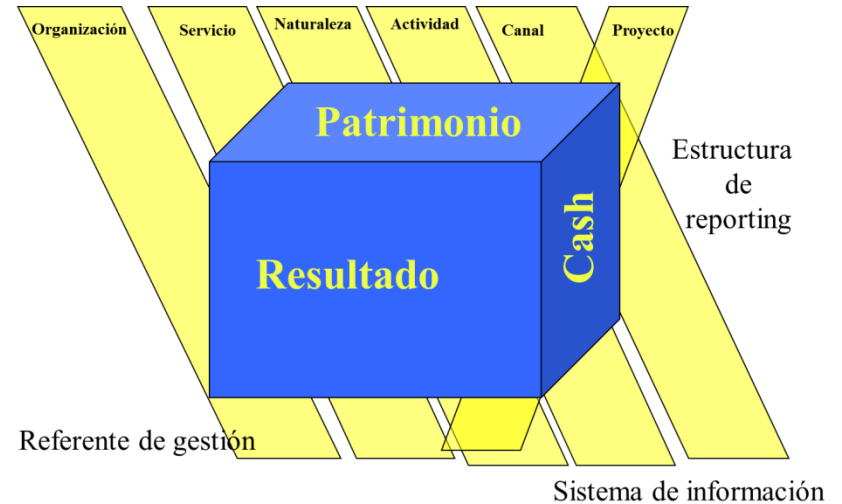 Organización
Servicio
Naturaleza
Actividad
Canal
Proyecto
Patrimonio
Estructura
de
reporting
Cash
Resultado
Referente de gestión
Sistema de información